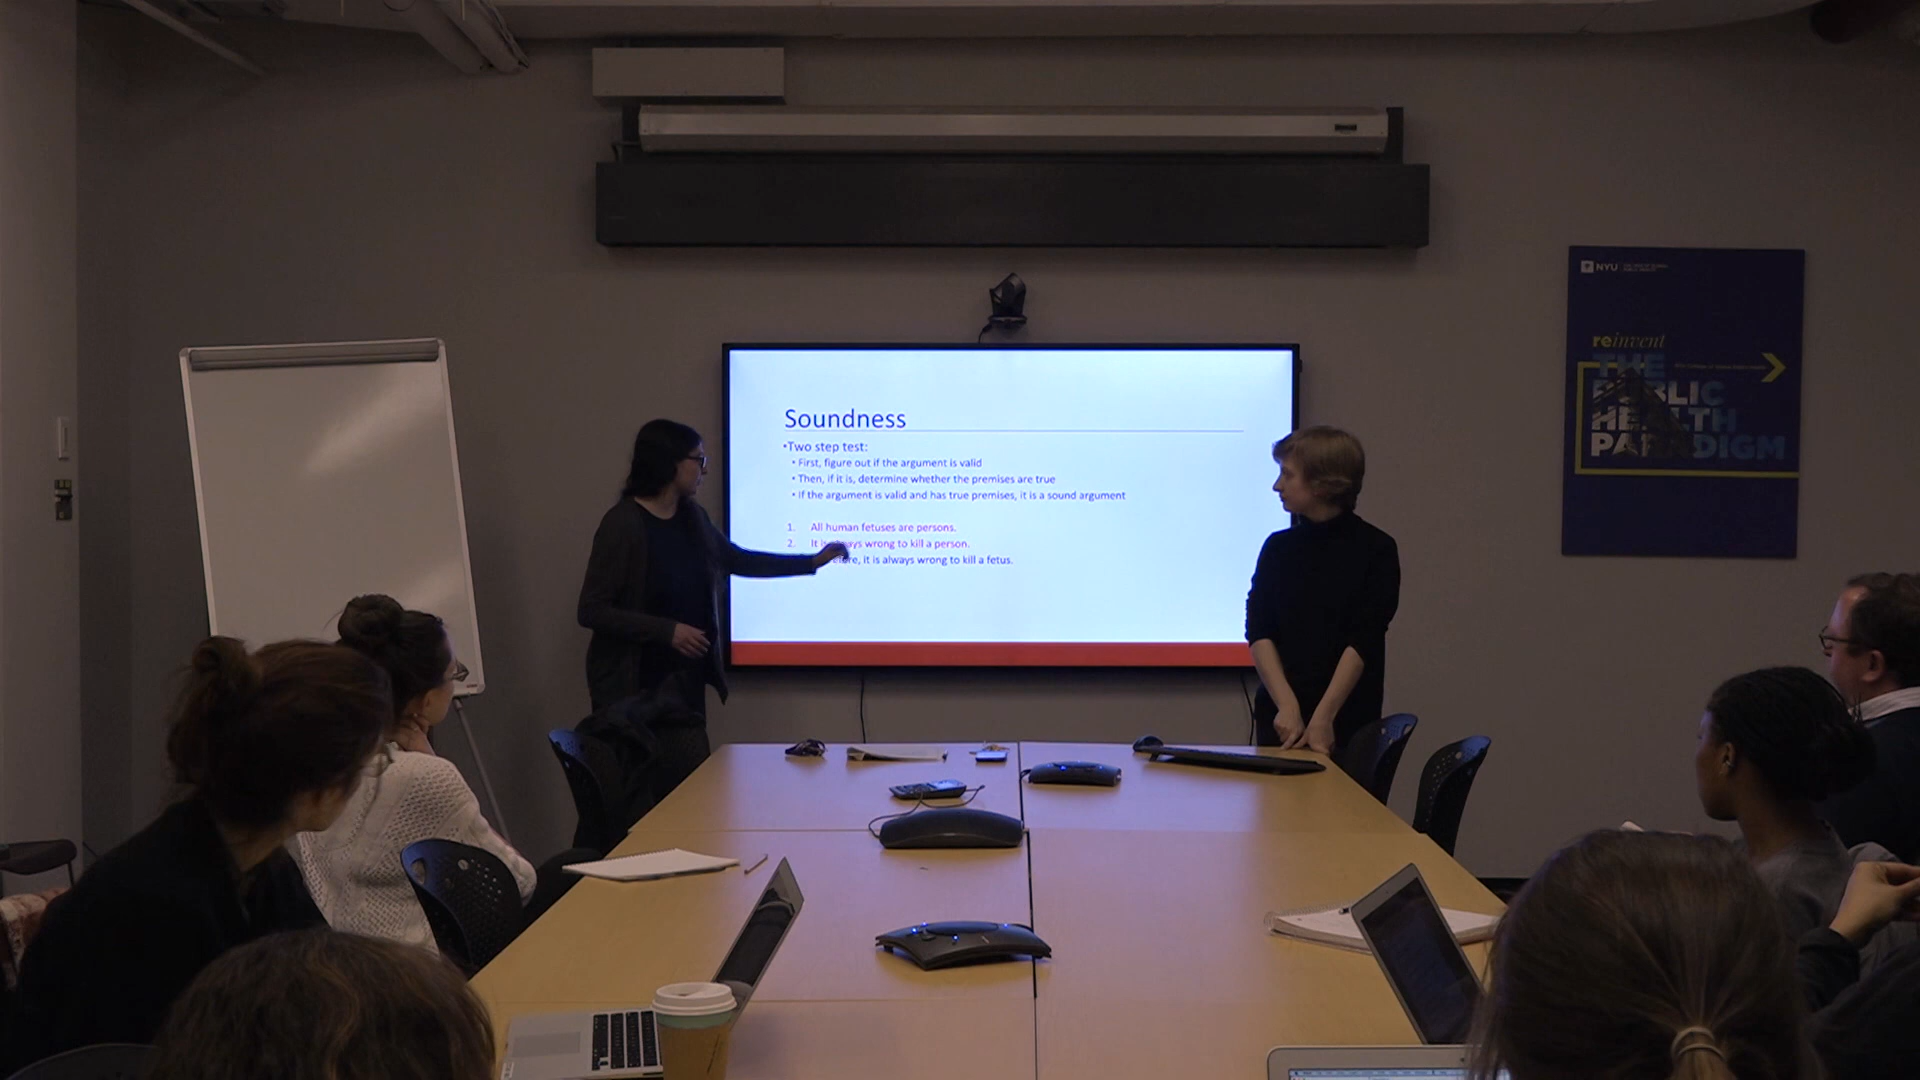 NYU
reinvent
THE
PUBLIC
HEALTH
PARADIGM
Soundness
•Two step test:
• First, figure out if the argument is valid
• Then, if it is, determine whether the premises are true
• If the argument is valid and has true premises, it is a sound argument
1. All human fetuses are persons.
2. It is always wrong to kill a person.
it is always wrong to kill a fetus.